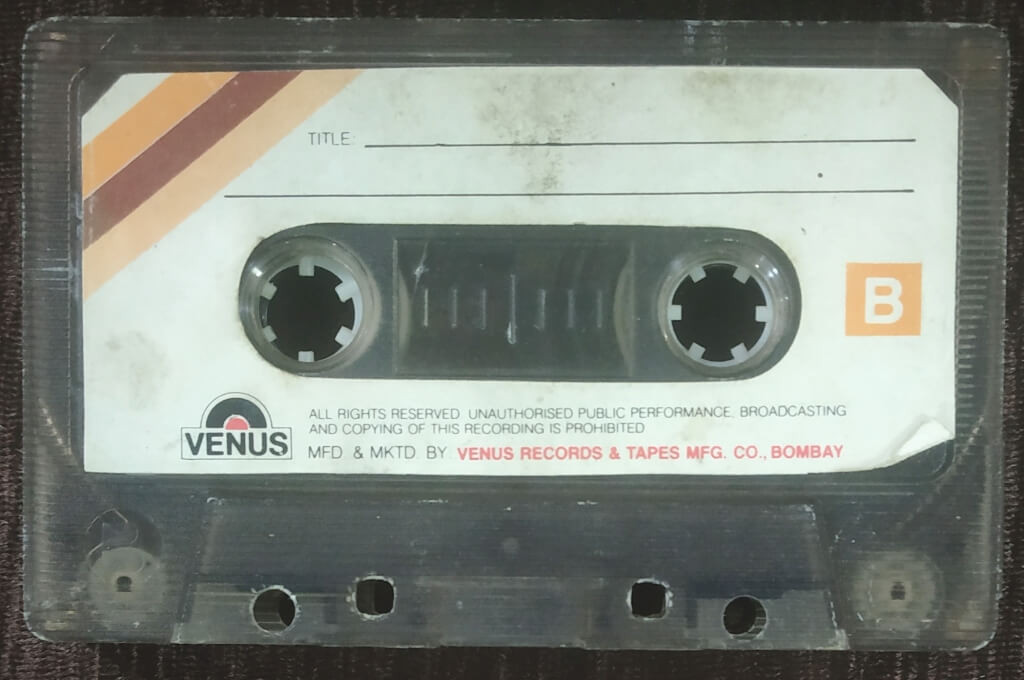 TITLE:
B
VENUS
ALL RIGHTS RESERVED. UNAUTHORISED PUBLIC PERFORMANCE, BROADCASTING
AND COPYING OF THIS RECORDING IS PROHIBITED
MFD. & MKTD. BY: VENUS RECORDS & TAPES MFG. CO., BOMBAY